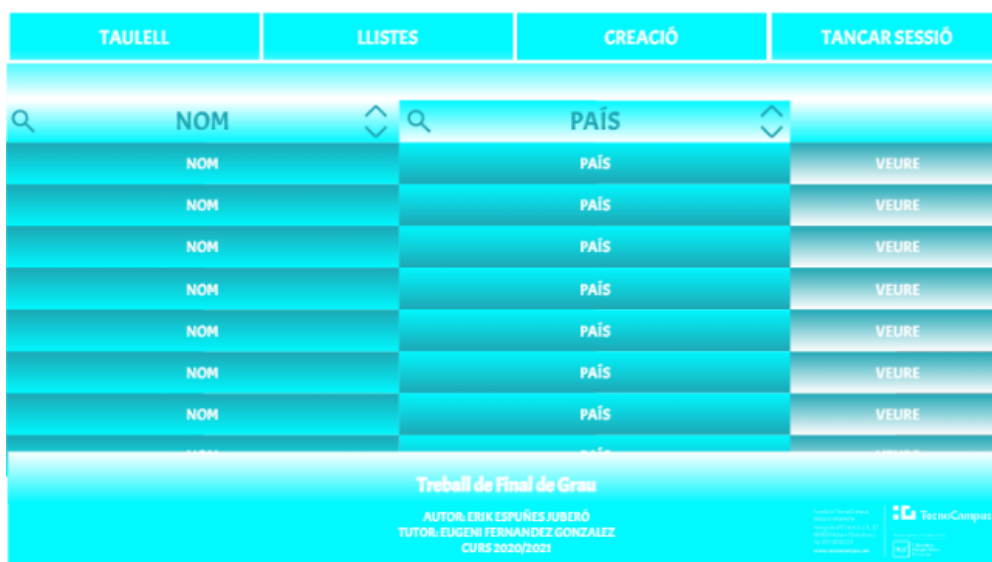 TAULELL LLISTES CREACIÓ TANCAR SESSIÓ
NOM PAÍS
NOM PAÍS VEURE
NOM PAÍS VEURE
NOM PAÍS VEURE
NOM PAÍS VEURE
NOM PAÍS VEURE
NOM PAÍS VEURE
NOM PAÍS VEURE
Treball de Final de Grau
AUTOR: ERIK ESPUÑES JUBERÓ
TUTOR: EUGENI FERNANDEZ GONZALEZ
CURS 2020/2021
TecnoCampus